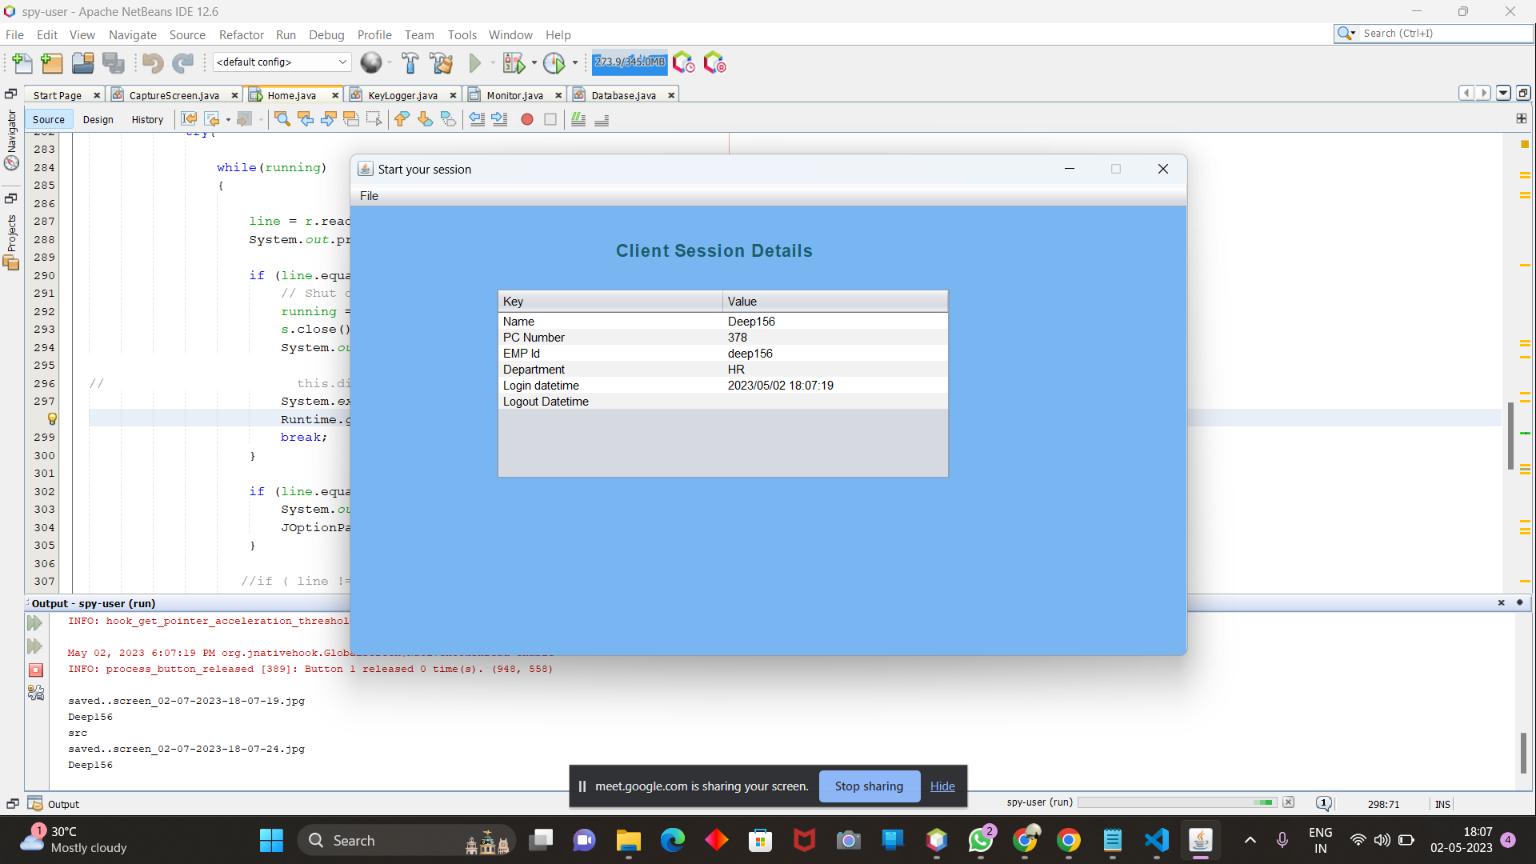 spy-user - Apache NetBeans IDE 12.6
File Edit View Navigate Source Refactor Run Debug Profile Team Tools Window Help
Search (Ctrl+I)
<default config>
273.9/345.0MB
Start Page
CaptureScreen.java
Home.java
KeyLogger.java
Monitor.java
Database.java
Source Design History
Navigator
Projects
try{
283
284 while(running)
285 {
286
287 line = r.read
288 System.out.pr
289
290 if (line.equa
291 // Shut
292 running =
293 s.close()
294 System.ou
295
296 // this.di
297 System.ex
Runtime.g
299 break;
300 }
301
302 if (line.equa
303 System.ou
304 JOptionPa
305 }
306
307 //if ( line !=
Start your session
File
Client Session Details
Key Value
Name Deep156
PC Number 378
EMP Id deep156
Department HR
Login datetime 2023/05/02 18:07:19
Logout Datetime
Output - spy-user (run)
INFO: hook_get_pointer_acceleration_threshol
May 02, 2023 6:07:19 PM org.jnativehook.Globa
INFO: process_button_released [389]: Button 1 released 0 time(s). (948, 558)
saved..screen_02-07-2023-18-07-19.jpg
Deep156
src
saved..screen_02-07-2023-18-07-24.jpg
Deep156
meet.google.com is sharing your screen.
Stop sharing
Hide
Output
spy-user (run)
1
298:71
INS
1
30°C
Mostly cloudy
Search
2
ENG
IN
18:07
02-05-2023
4